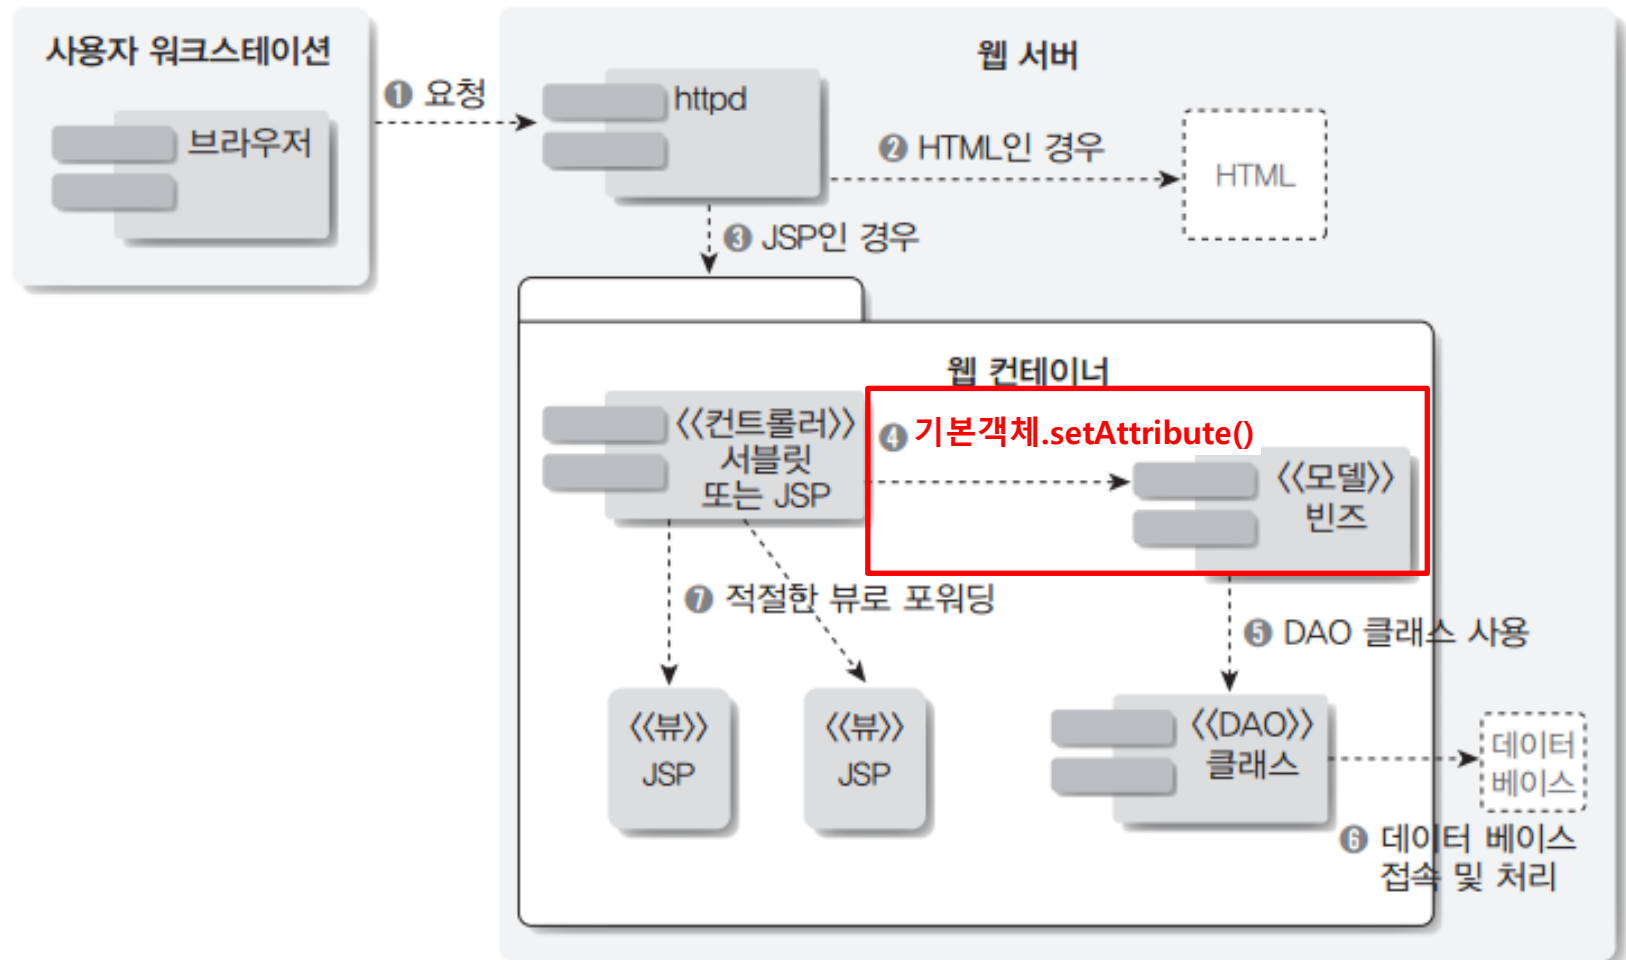 사용자 워크스테이션
브라우저
❶ 요청
웹 서버
httpd
❷ HTML인 경우
HTML
❸ JSP인 경우
웹 컨테이너
〈〈컨트롤러〉〉
서블릿
또는 JSP
❹ 기본객체.setAttribute()
〈〈모델〉〉
빈즈
❼ 적절한 뷰로 포워딩
❺ DAO 클래스 사용
〈〈뷰〉〉
JSP
〈〈뷰〉〉
JSP
〈〈DAO〉〉
클래스
데이터
베이스
❻ 데이터 베이스
접속 및 처리